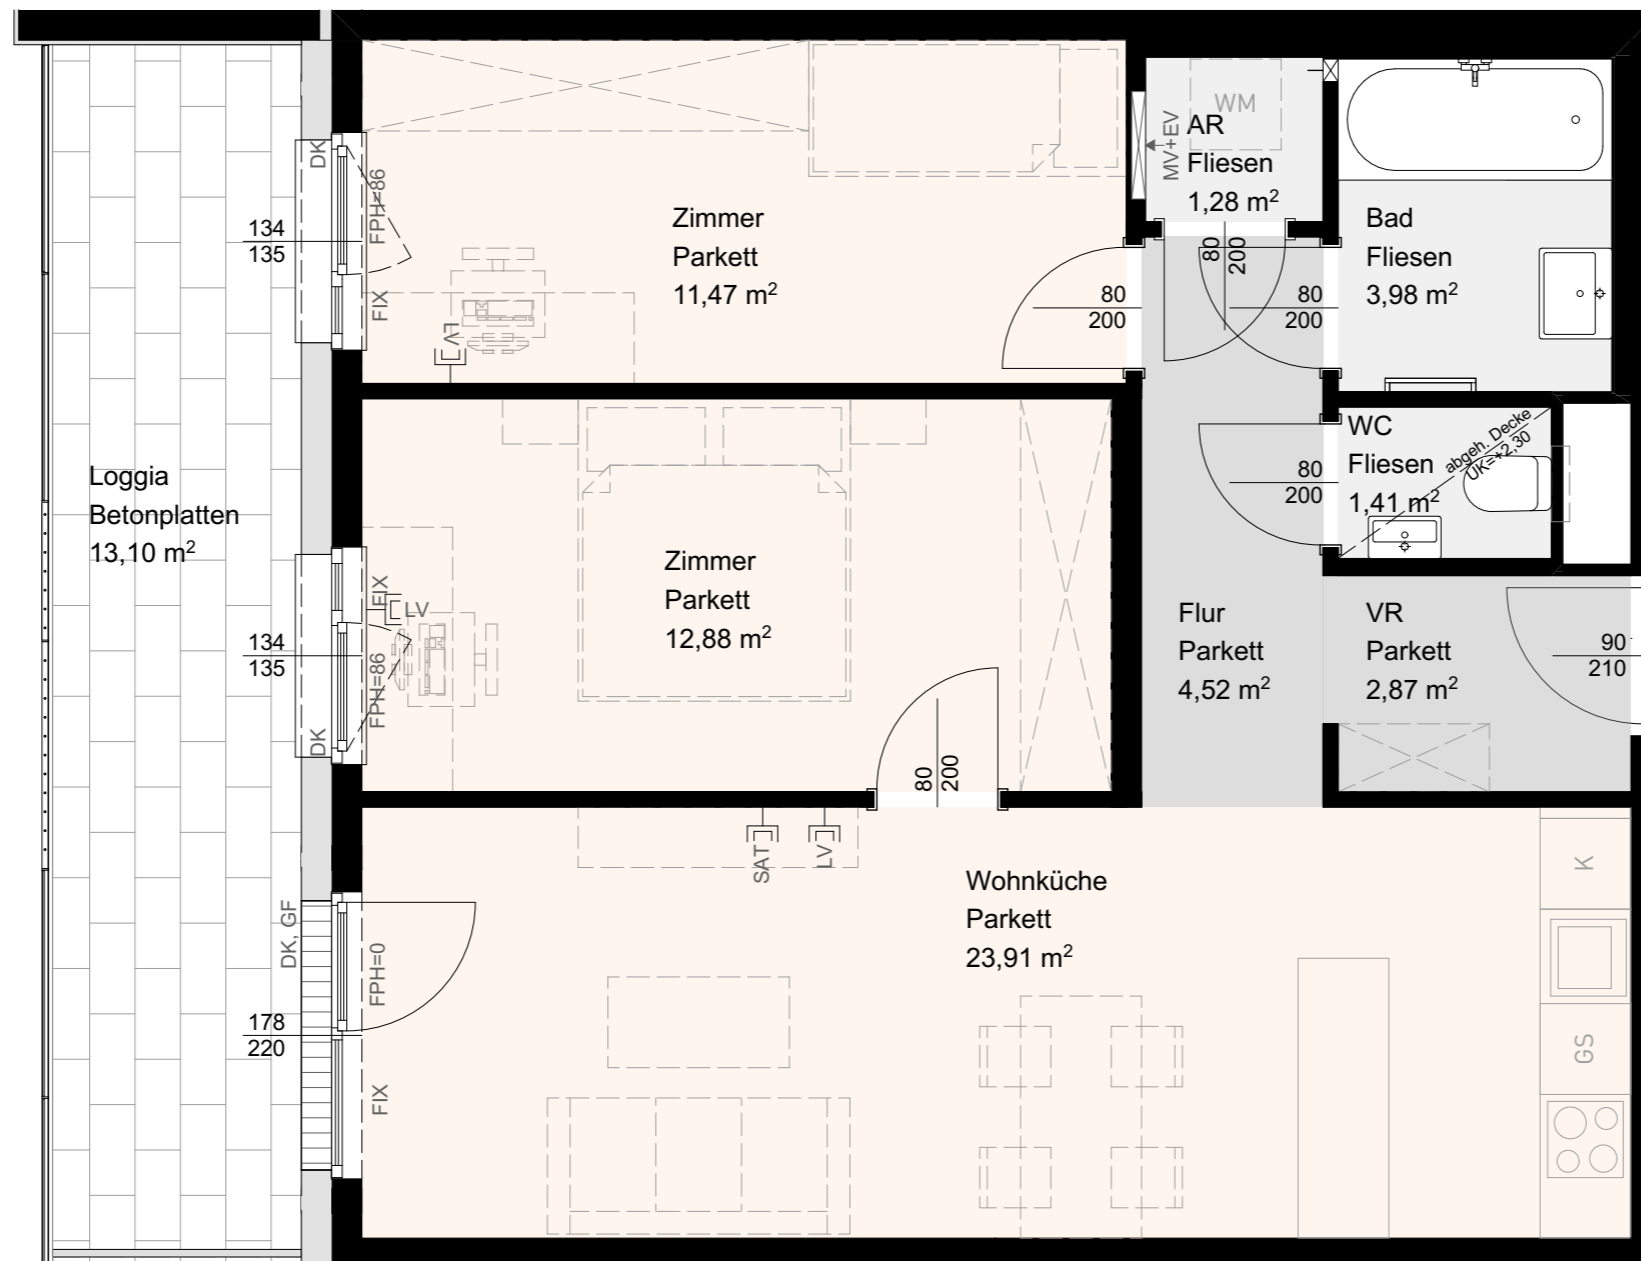 WM
AR
Fliesen
1,28 m²
MV+EV
80
200
Zimmer
Parkett
11,47 m²
DK
FPH=86
FIX
134
135
LV
80
200
Bad
Fliesen
3,98 m²
80
200
WC
Fliesen
1,41 m²
abgeh. Decke
UK=+2,30
80
200
Loggia
Betonplatten
13,10 m²
Zimmer
Parkett
12,88 m²
FIX
LV
134
135
FPH=86
DK
80
200
Flur
Parkett
4,52 m²
VR
Parkett
2,87 m²
90
210
SAT
LV
Wohnküche
Parkett
23,91 m²
DK, GF
FPH=0
178
220
FIX
K
GS